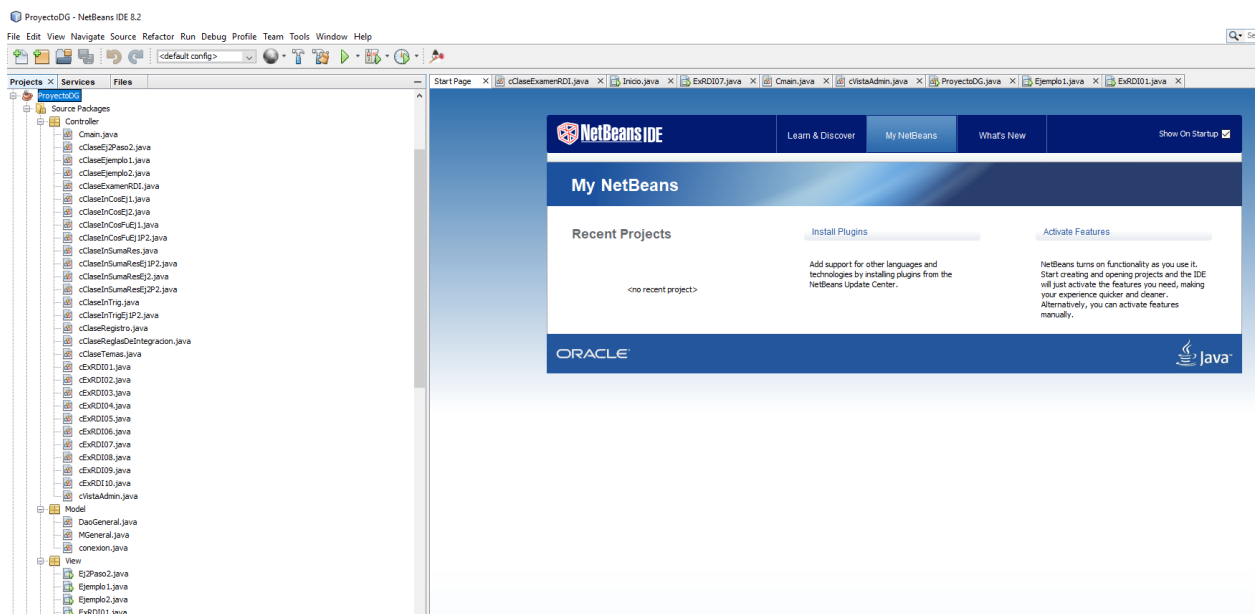 ProyectoDG - NetBeans IDE 8.2
File Edit View Navigate Source Refactor Run Debug Profile Team Tools Window Help
Se
<default config>
Projects Services Files
Start Page cClaseExamenRDI.java Inicio.java ExRDI07.java Cmain.java cVistaAdmin.java ProyectoDG.java Ejemplo1.java ExRDI01.java
ProyectoDG
Source Packages
Controller
Cmain.java
cClaseEj2Paso2.java
cClaseEjemplo1.java
cClaseEjemplo2.java
cClaseExamenRDI.java
cClaseInCosEj1.java
cClaseInCosEj2.java
cClaseInCosFuEj1.java
cClaseInCosFuEj1P2.java
cClaseInSumaRes.java
cClaseInSumaResEj1P2.java
cClaseInSumaResEj2.java
cClaseInSumaResEj2P2.java
cClaseInTrig.java
cClaseInTrigEj1P2.java
cClaseRegistro.java
cClaseReglasDeIntegracion.java
cClaseTemas.java
cExRDI01.java
cExRDI02.java
cExRDI03.java
cExRDI04.java
cExRDI05.java
cExRDI06.java
cExRDI07.java
cExRDI08.java
cExRDI09.java
cExRDI10.java
cVistaAdmin.java
Model
DaoGeneral.java
MGeneral.java
conexion.java
View
Ej2Paso2.java
Ejemplo1.java
Ejemplo2.java
ExRDI01.java
NetBeans IDE
Learn & Discover My NetBeans What's New
Show On Startup
My NetBeans
Recent Projects
<no recent project>
Install Plugins
Add support for other languages and
technologies by installing plugins from the
NetBeans Update Center.
Activate Features
NetBeans turns on functionality as you use it.
Start creating and opening projects and the IDE
will just activate the features you need, making
your experience quicker and cleaner.
Alternatively, you can activate features
manually.
ORACLE
Java